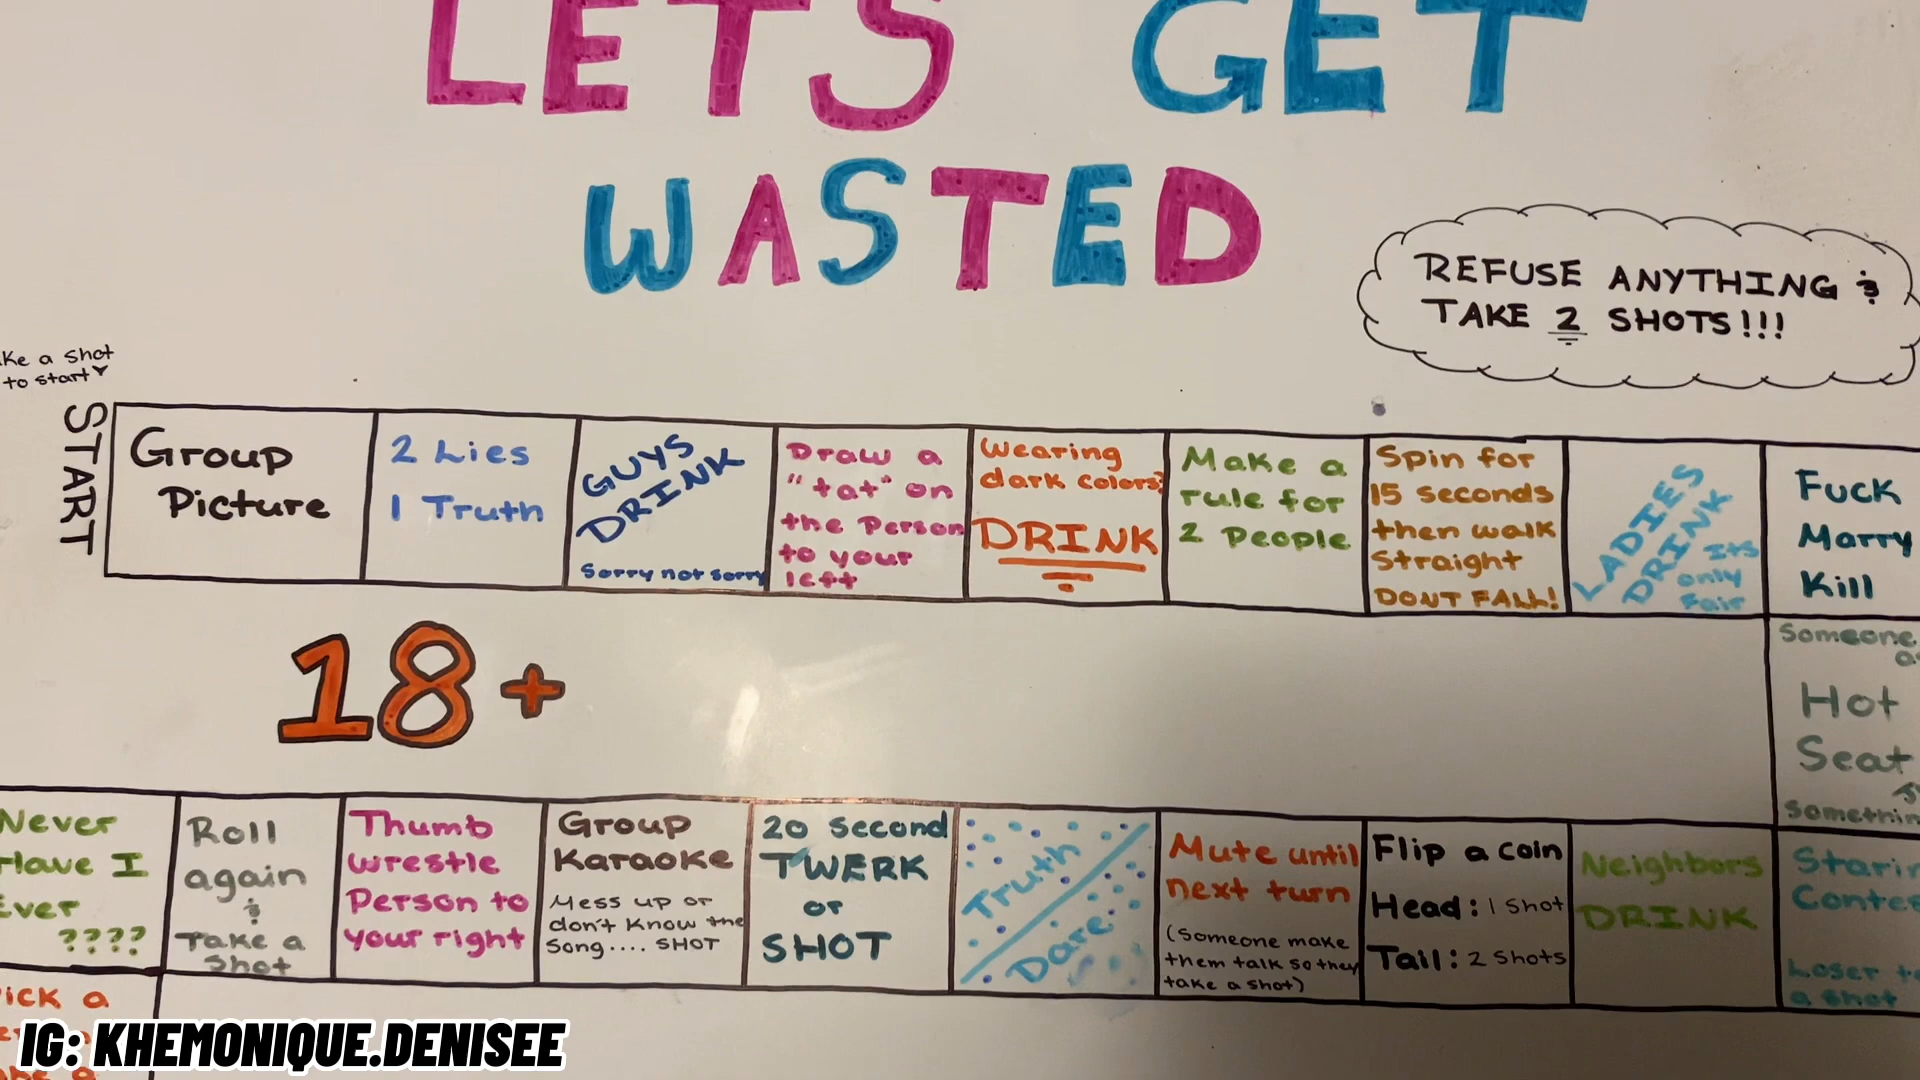 LETS GET
WASTED
REFUSE ANYTHING &
TAKE 2 SHOTS!!!
a shot
to start
START
Group
Picture
2 Lies
1 Truth
GUYS
DRINK
Sorry not sorry
Draw a
"tat" on
the Person
to your
left
Wearing
dark colors?
DRINK
Make a
rule for
2 People
Spin for
15 seconds
then walk
Straight
DONT FALL!
LADIES
DRINK
Its
only
Fair
Fuck
Marry
Kill
Someone
Hot
Seat
18+
Never
Have I
Ever
????
Roll
again
&
Take a
Shot
Thumb
wrestle
Person to
your right
Group
Karaoke
Mess up or
don't know the
Song.... SHOT
20 second
TWERK
or
SHOT
Truth
Dare
Mute until
next turn
(Someone make
them talk so they
take a shot)
Flip a coin
Head: 1 Shot
Tail: 2 Shots
Neighbors
DRINK
Loser
a shot
a
IG: KHEMONIQUE.DENISEE